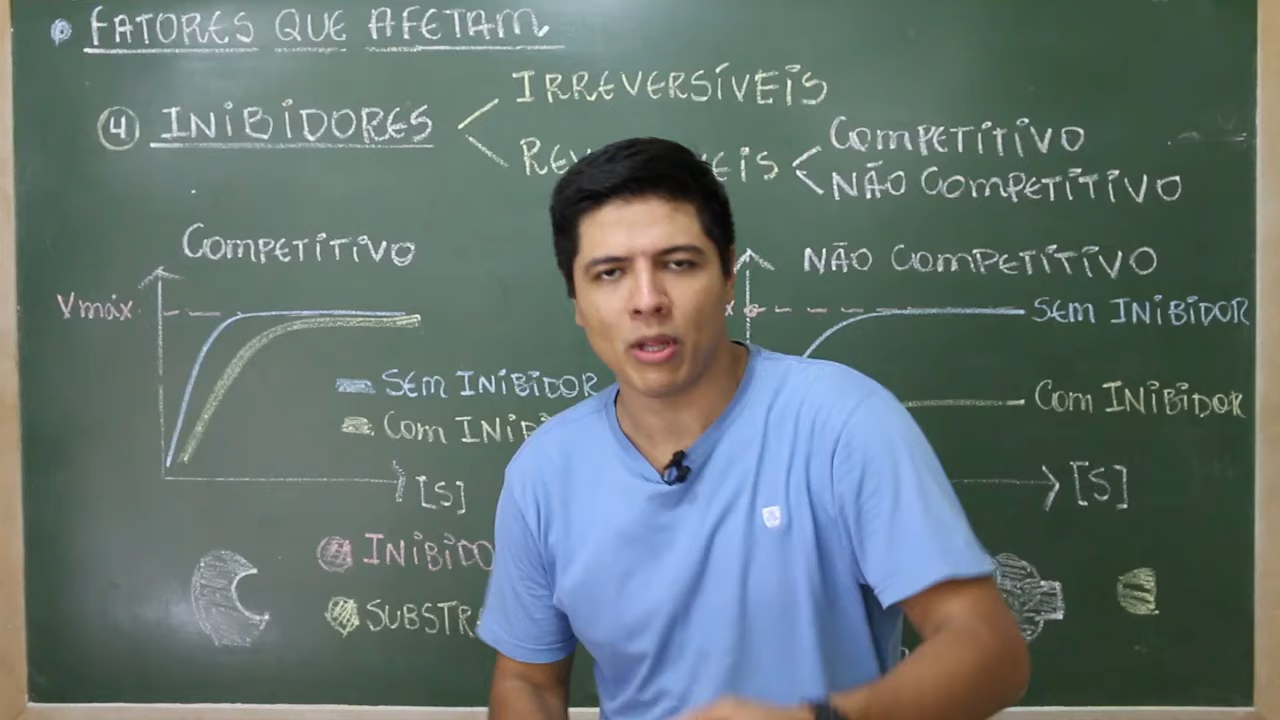 FATORES QUE AFETAM
4 INIBIDORES
IRREVERSÍVEIS
COMPETITIVO
NÃO COMPETITIVO
COMPETITIVO
NÃO COMPETITIVO
Vmáx
SEM INIBIDOR
SEM INIBIDOR
COM INIBIDOR
COM
[S]
[S]